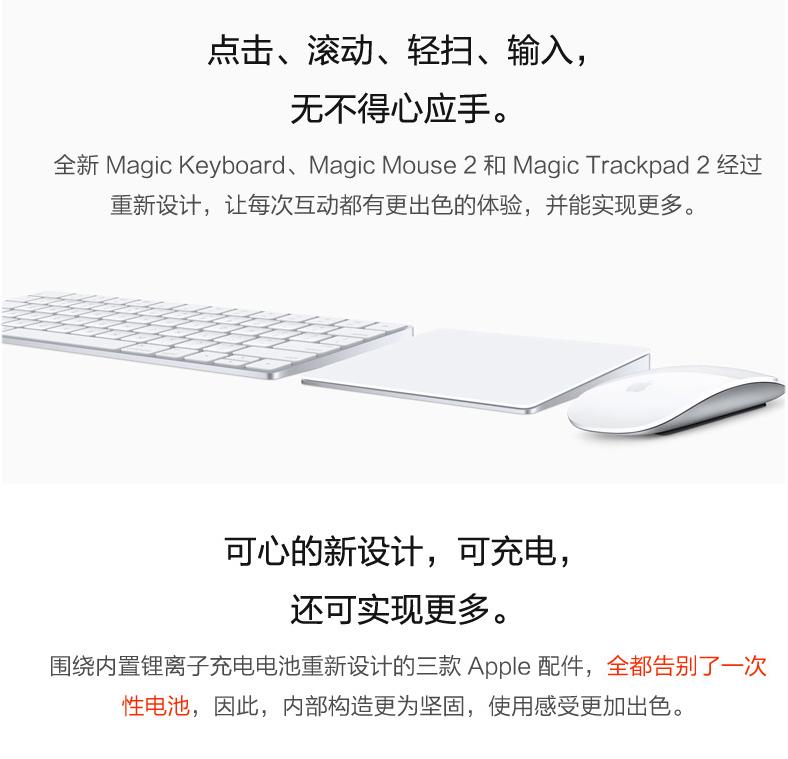 点击、滚动、轻扫、输入，
无不得心应手。
全新 Magic Keyboard、Magic Mouse 2 和 Magic Trackpad 2 经过
重新设计，让每次互动都有更出色的体验，并能实现更多。
可心的新设计，可充电，
还可实现更多。
围绕内置锂离子充电电池重新设计的三款 Apple 配件，全都告别了一次
性电池，因此，内部构造更为坚固，使用感受更加出色。